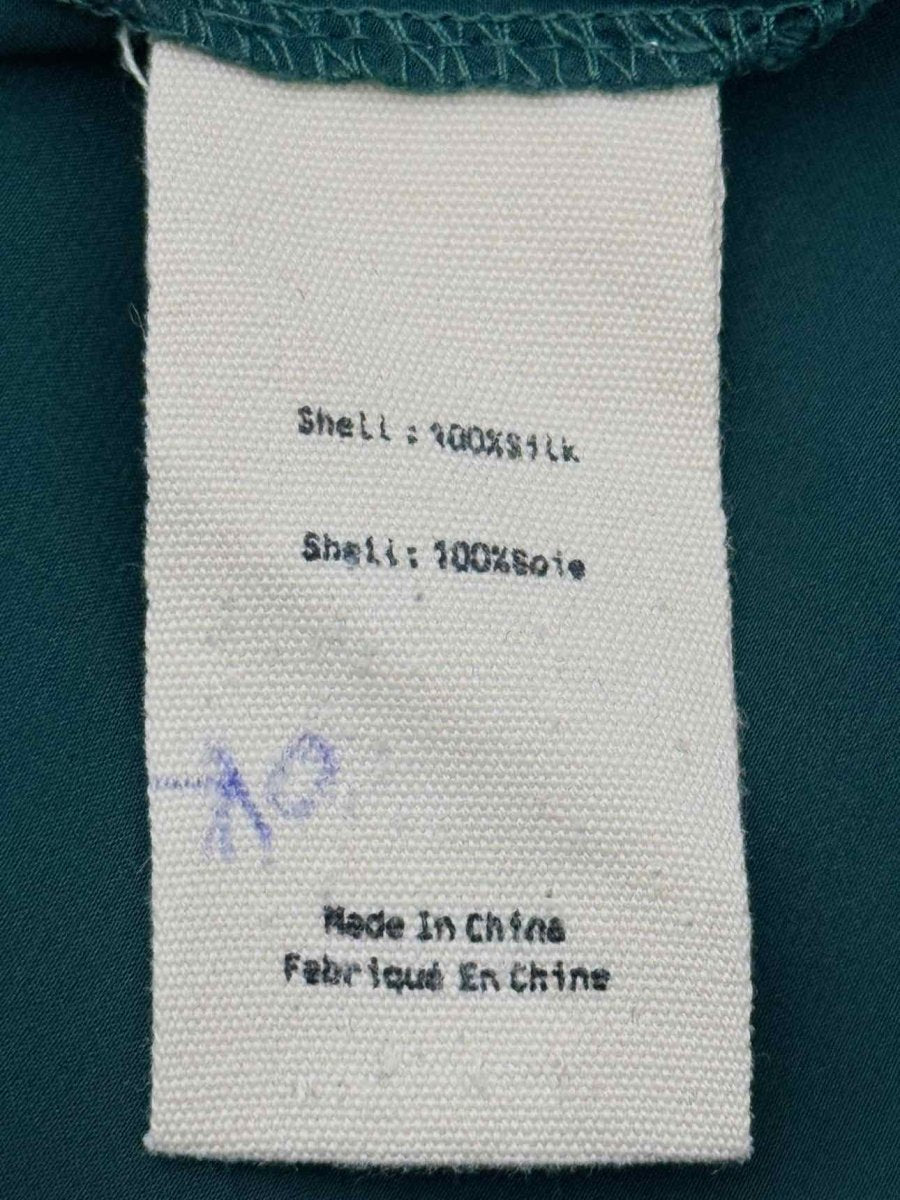 Shell:100%Silk
Shell:100%Soie
Made In China
Fabriqué En Chine